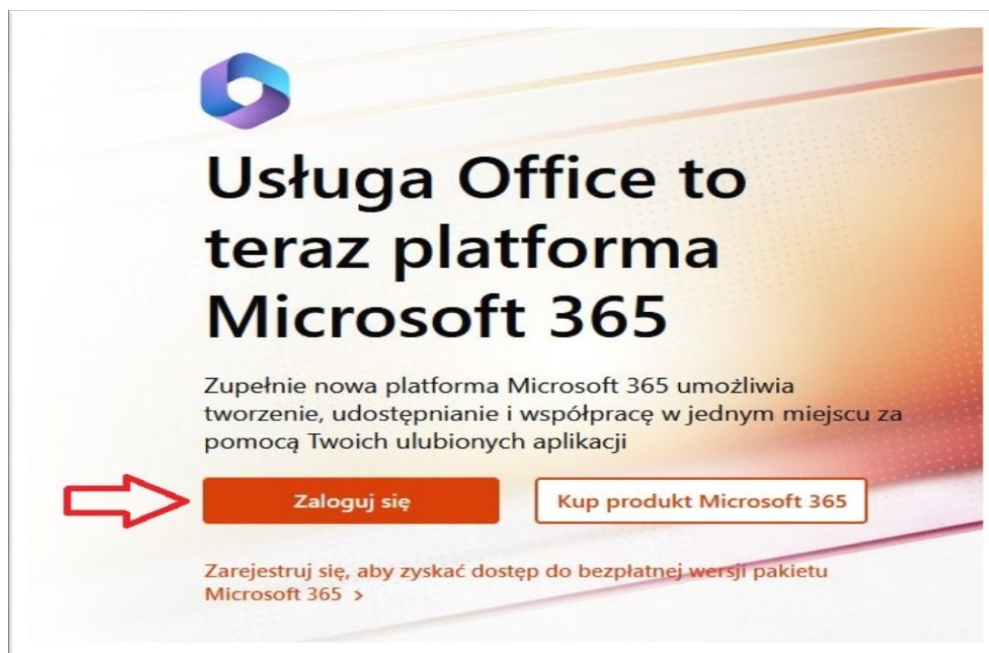 Usługa Office to
teraz platforma
Microsoft 365
Zupełnie nowa platforma Microsoft 365 umożliwia
tworzenie, udostępnianie i współpracę w jednym miejscu za
pomocą Twoich ulubionych aplikacji
Zaloguj się
Kup produkt Microsoft 365
Zarejestruj się, aby zyskać dostęp do bezpłatnej wersji pakietu
Microsoft 365 >